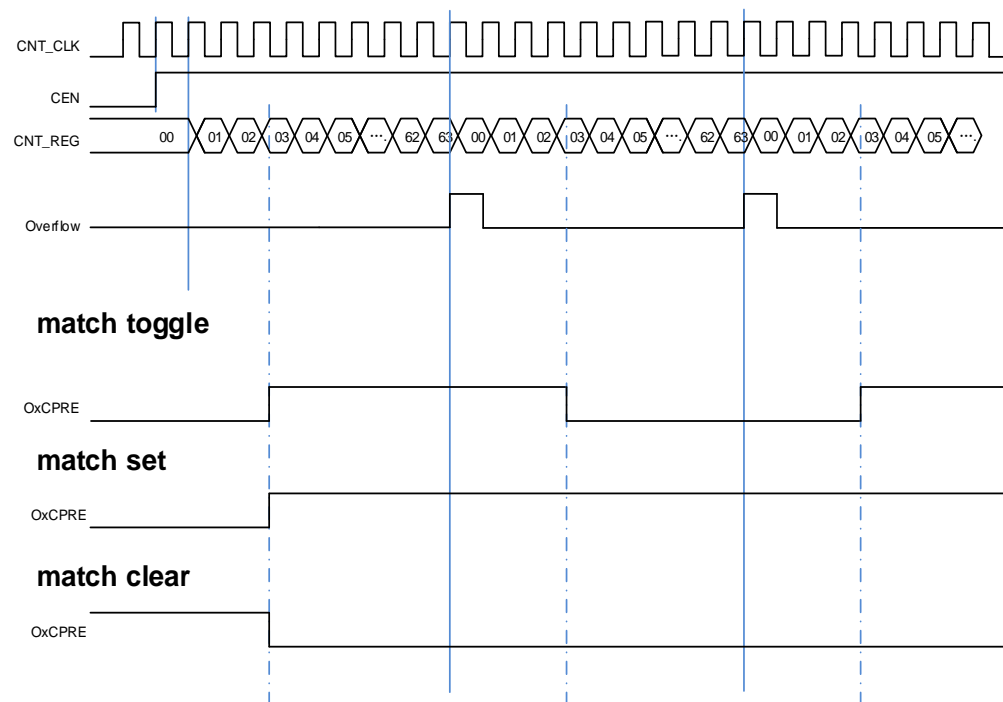 CNT_CLK
CEN
CNT_REG 00 01 02 03 04 05 .... 62 63 00 01 02 03 04 05 .... 62 63 00 01 02 03 04 05 ....
Overflow
match toggle
OxCPRE
match set
OxCPRE
match clear
OxCPRE